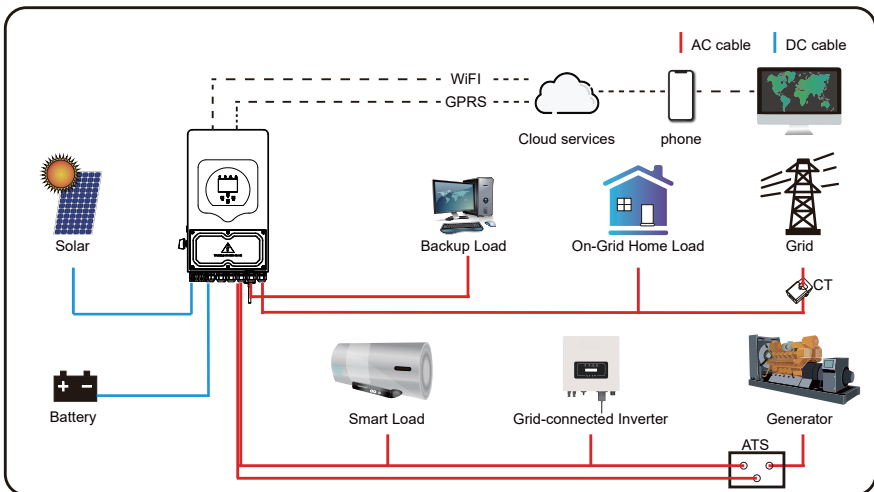 AC cable
DC cable
WiFI
GPRS
Cloud services
phone
Solar
Backup Load
On-Grid Home Load
Grid
CT
Battery
Smart Load
Grid-connected Inverter
Generator
ATS